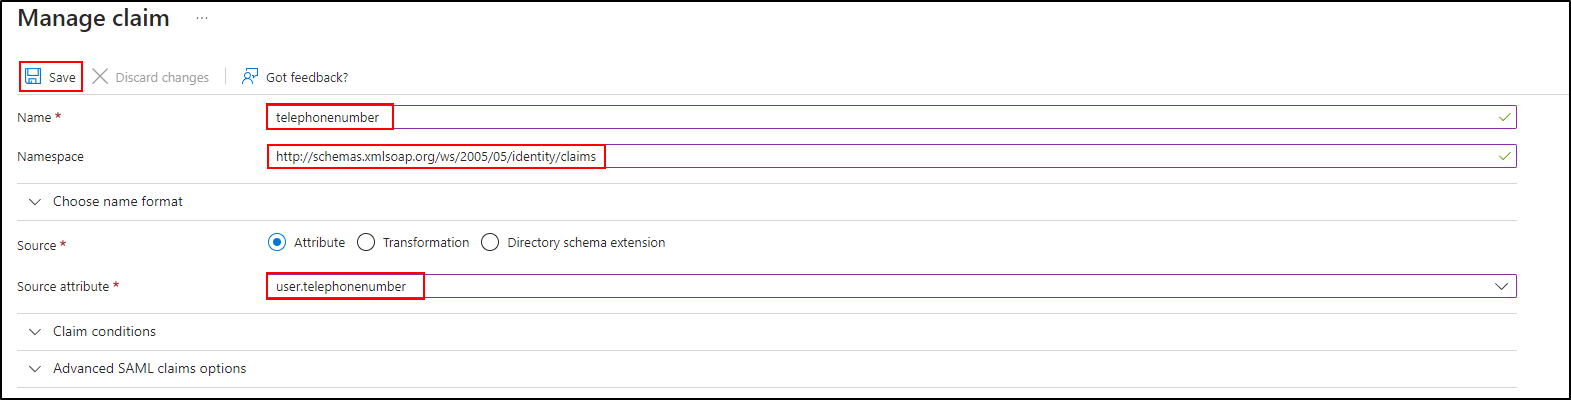 Manage claim ...
Save Discard changes Got feedback?
Name * telephonenumber
Namespace http://schemas.xmlsoap.org/ws/2005/05/identity/claims
Choose name format
Source * Attribute Transformation Directory schema extension
Source attribute * user.telephonenumber
Claim conditions
Advanced SAML claims options